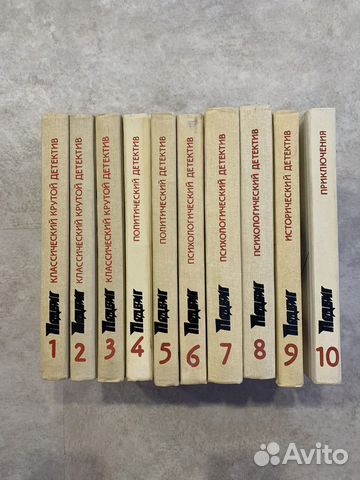 КЛАССИЧЕСКИЙ КРУТОЙ ДЕТЕКТИВ
Подвиг
1
КЛАССИЧЕСКИЙ КРУТОЙ ДЕТЕКТИВ
Подвиг
2
КЛАССИЧЕСКИЙ КРУТОЙ ДЕТЕКТИВ
Подвиг
3
ПОЛИТИЧЕСКИЙ ДЕТЕКТИВ
Подвиг
4
ПОЛИТИЧЕСКИЙ ДЕТЕКТИВ
Подвиг
5
ПСИХОЛОГИЧЕСКИЙ ДЕТЕКТИВ
Подвиг
6
ПСИХОЛОГИЧЕСКИЙ ДЕТЕКТИВ
Подвиг
7
ПСИХОЛОГИЧЕСКИЙ ДЕТЕКТИВ
Подвиг
8
ИСТОРИЧЕСКИЙ ДЕТЕКТИВ
Подвиг
9
ПРИКЛЮЧЕНИЯ
Подвиг
10
Avito